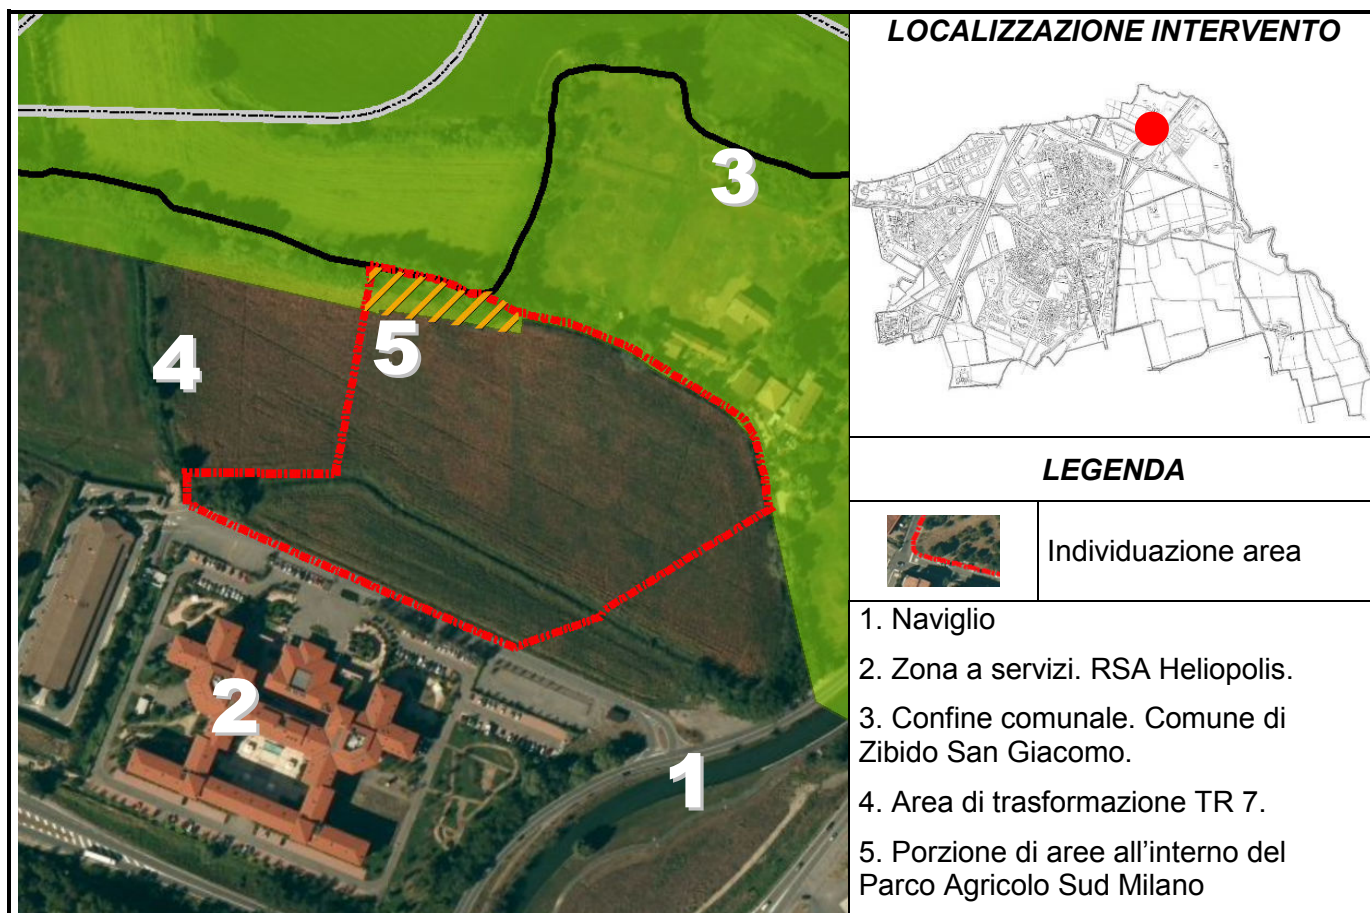 LOCALIZZAZIONE INTERVENTO
3
4
5
2
1
LEGENDA
Individuazione area
1. Naviglio
2. Zona a servizi. RSA Heliopolis.
3. Confine comunale. Comune di
Zibido San Giacomo.
4. Area di trasformazione TR 7.
5. Porzione di aree all'interno del
Parco Agricolo Sud Milano